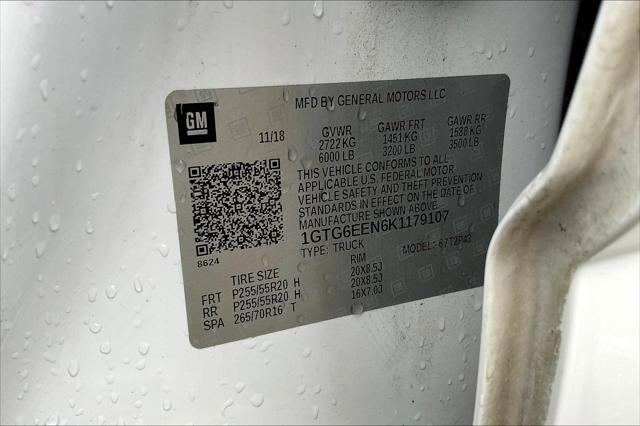 MFD BY GENERAL MOTORS LLC
GM
11/18 GVWR GAWR FRT GAWR RR
2722 KG 1451 KG 1588 KG
6000 LB 3200 LB 3500 LB
THIS VEHICLE CONFORMS TO ALL
APPLICABLE U.S. FEDERAL MOTOR
VEHICLE SAFETY AND THEFT PREVENTION
STANDARDS IN EFFECT ON THE DATE OF
MANUFACTURE SHOWN ABOVE.
1GTG6EEN6K1179107
8624 TYPE: TRUCK MODEL: 67T2P43
TIRE SIZE RIM
FRT P255/55R20 H 20X8.5J
RR P255/55R20 H 20X8.5J
SPA 265/70R16 T 16X7.0J